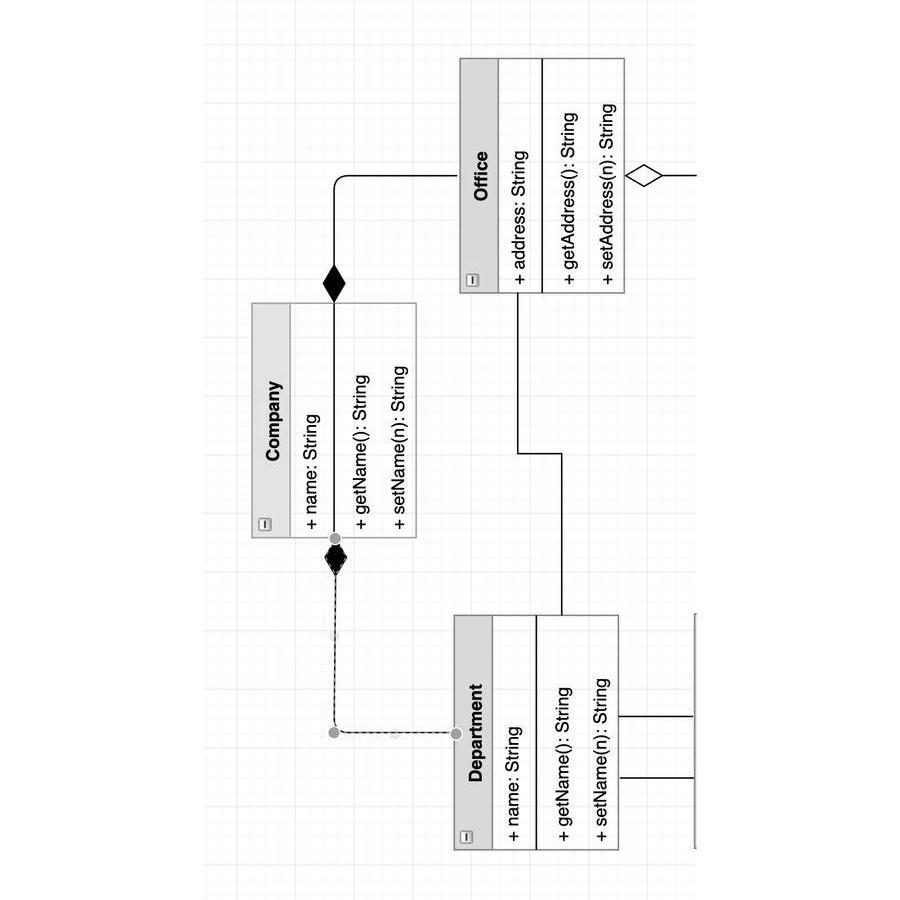 Company
+ name: String
+ getName(): String
+ setName(n): String
Department
+ name: String
+ getName(): String
+ setName(n): String
Office
+ address: String
+ getAddress(): String
+ setAddress(n): String